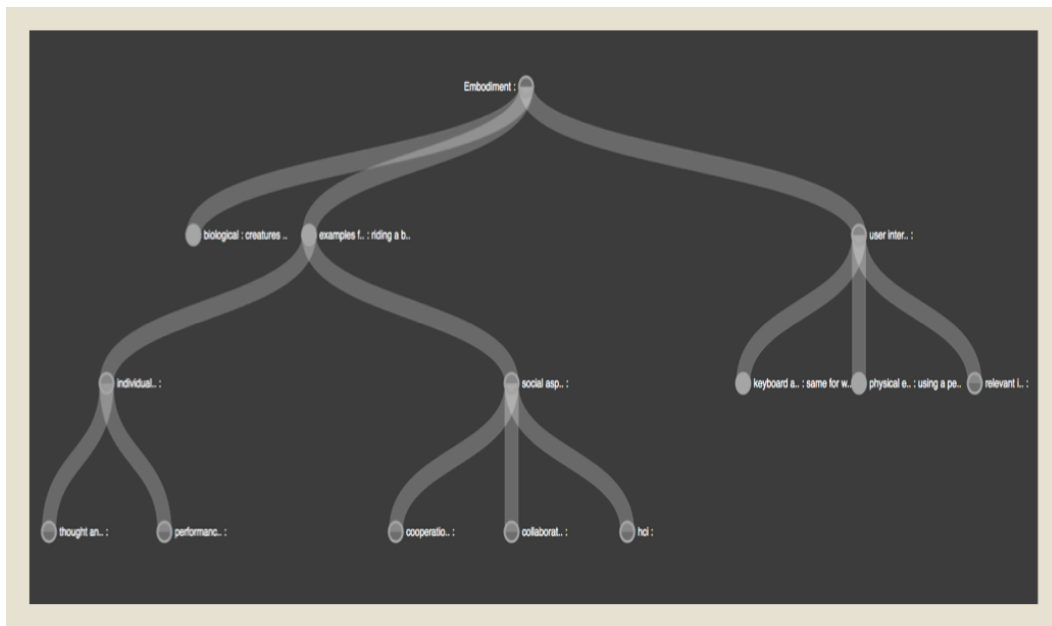 Embodiment :
biological : creatures ..
examples f.. : riding a b..
user inter.. :
individual.. :
social asp.. :
keyboard a.. : same for w..
physical e.. : using a pe..
relevant i.. :
thought an.. :
performanc.. :
cooperatio.. :
collaborat.. :
hci :